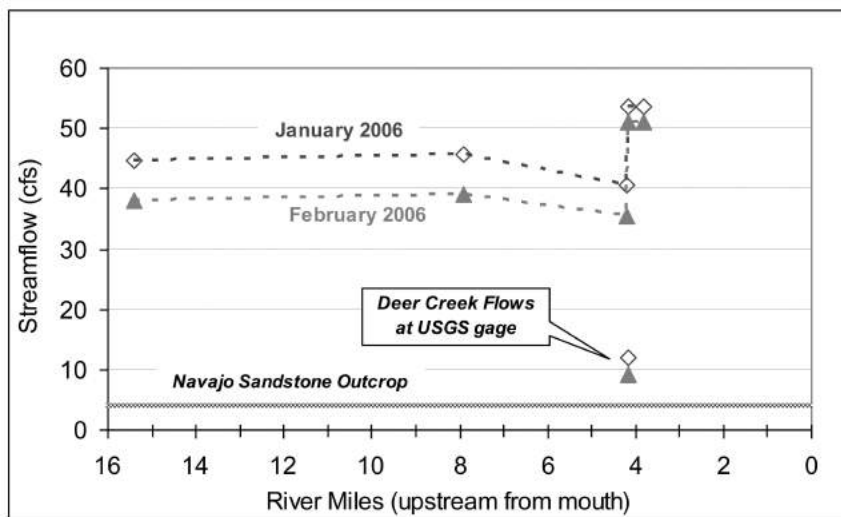 60
50
40
30
20
10
0
Streamflow (cfs)
January 2006
February 2006
Deer Creek Flows
at USGS gage
Navajo Sandstone Outcrop
16 14 12 10 8 6 4 2 0
River Miles (upstream from mouth)